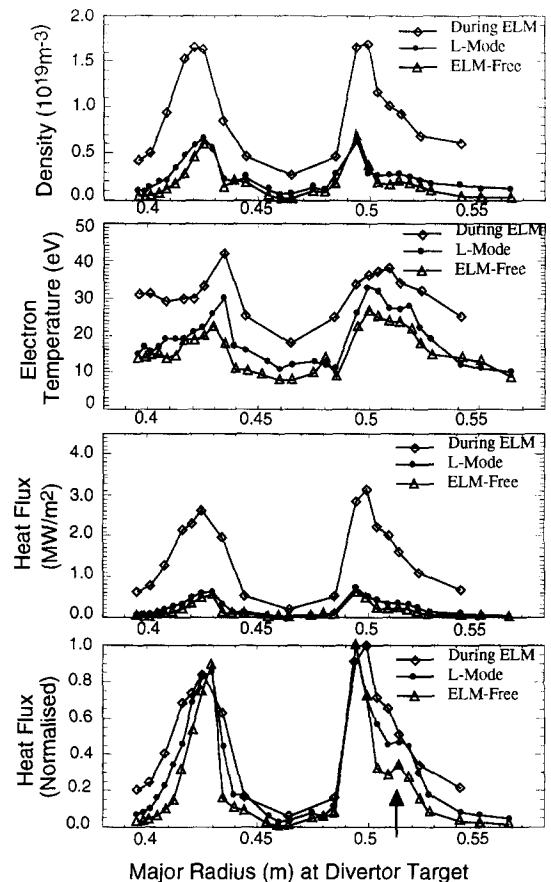 2.0
1.5
1.0
0.5
0.0
Density (10¹⁹m-3)
During ELM
L-Mode
ELM-Free
0.4
0.45
0.5
0.55
50
40
30
20
10
0
Electron
Temperature (eV)
During ELM
L-Mode
ELM-Free
0.4
0.45
0.5
0.55
4.0
3.0
2.0
1.0
0.0
Heat Flux
(MW/m²)
During ELM
L-Mode
ELM-Free
0.4
0.45
0.5
0.55
1.0
0.8
0.6
0.4
0.2
0.0
Heat Flux
(Normalised)
During ELM
L-Mode
ELM-Free
0.4
0.45
0.5
0.55
Major Radius (m) at Divertor Target